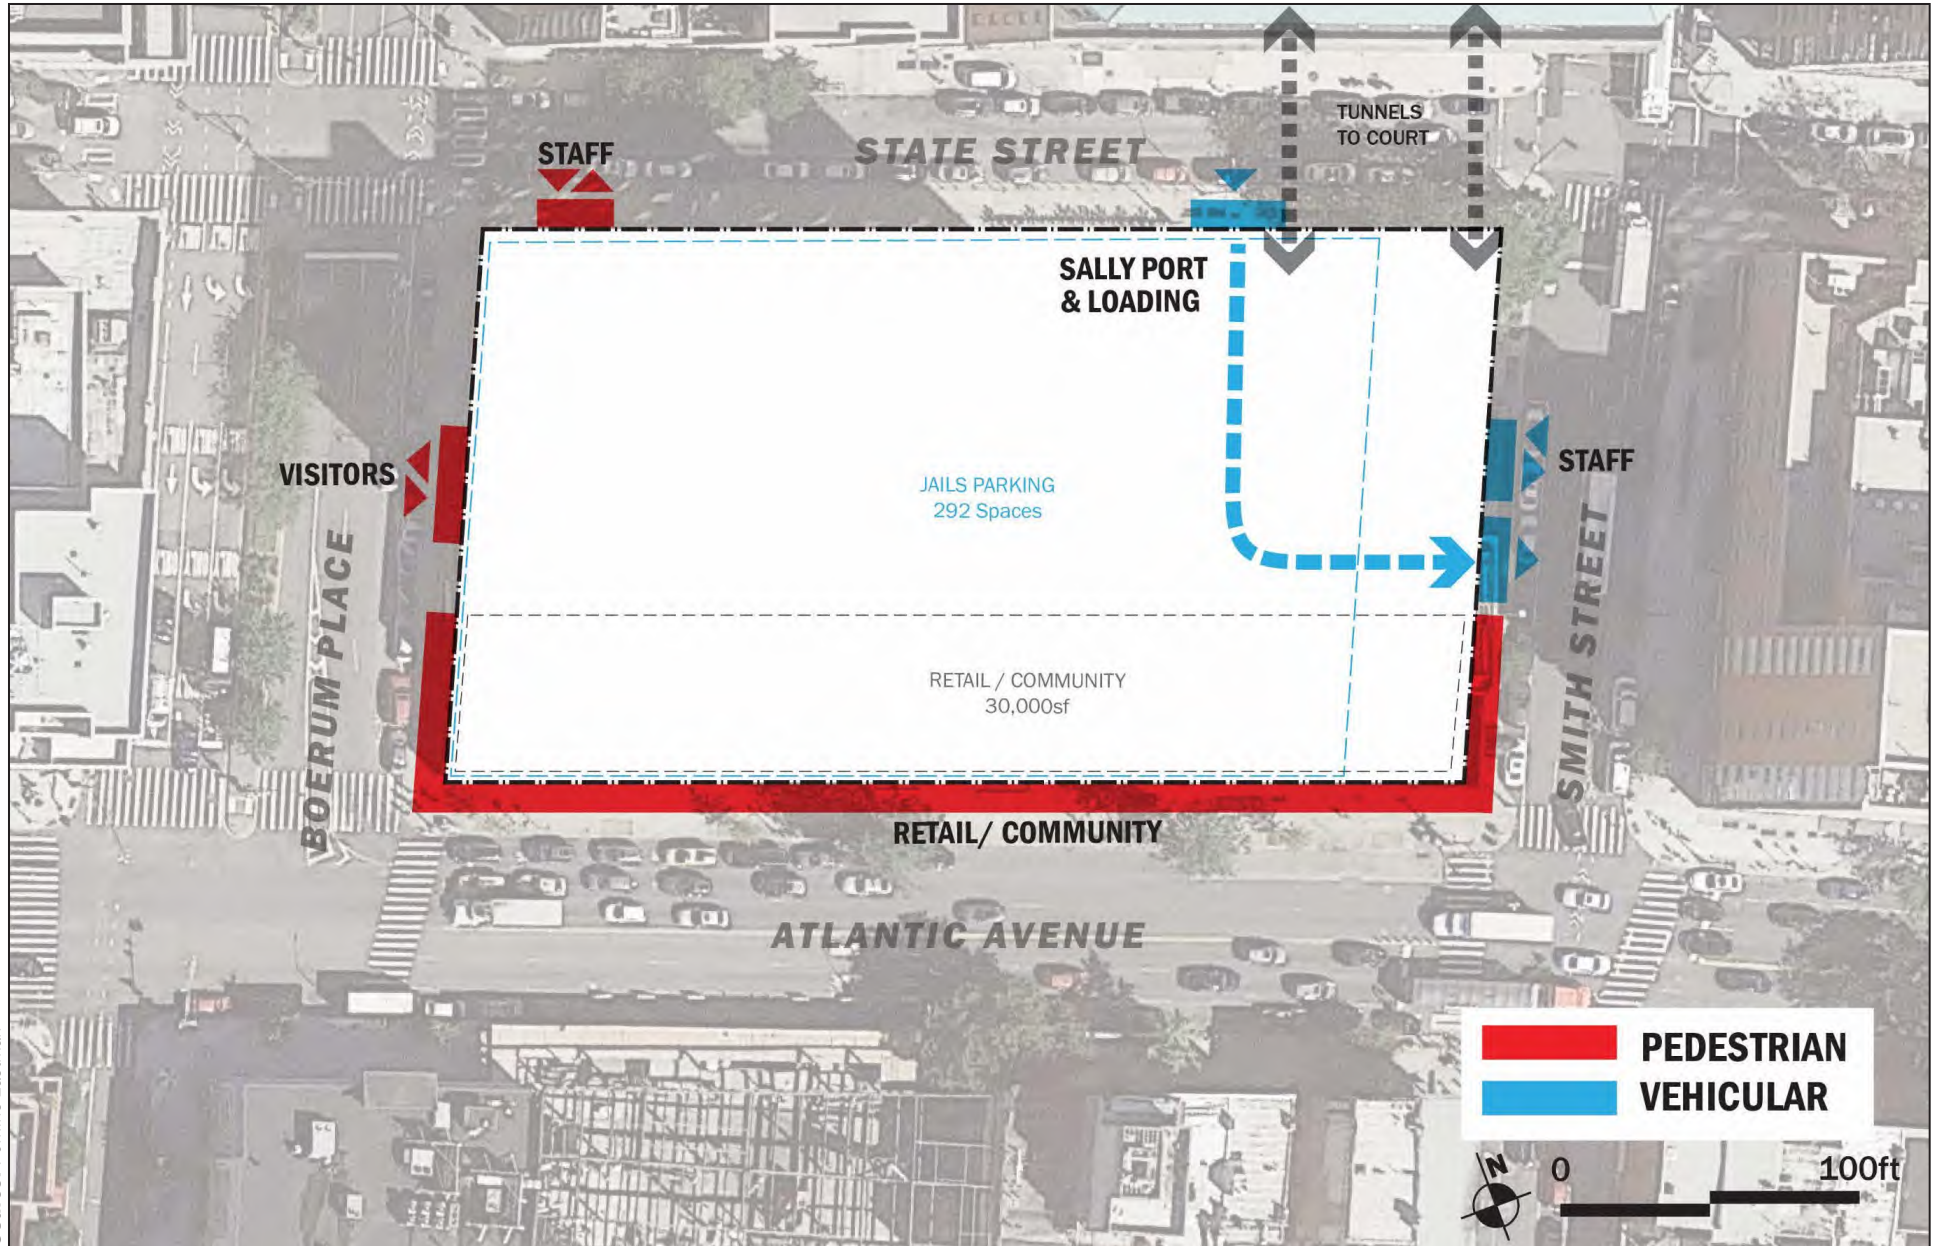 TUNNELS
TO COURT
STAFF
STATE STREET
SALLY PORT
& LOADING
VISITORS
STAFF
JAILS PARKING
292 Spaces
BOERUM PLACE
SMITH STREET
RETAIL / COMMUNITY
30,000sf
RETAIL/ COMMUNITY
ATLANTIC AVENUE
PEDESTRIAN
VEHICULAR
N
0
100ft